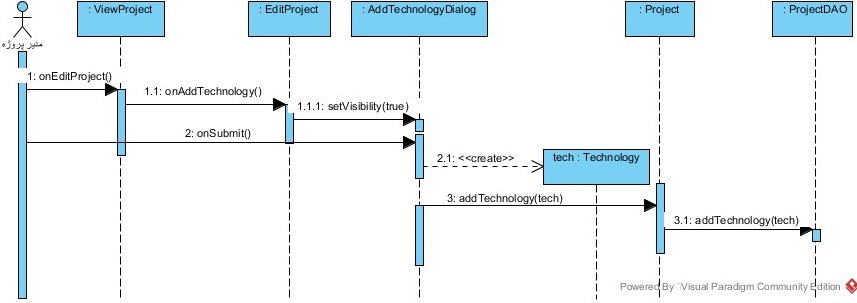 : ViewProject
: EditProject
: AddTechnologyDialog
: Project
: ProjectDAO
مدیر پروژه
1: onEditProject()
1.1: onAddTechnology()
1.1.1: setVisibility(true)
2: onSubmit()
2.1: <<create>>
tech : Technology
3: addTechnology(tech)
3.1: addTechnology(tech)
Powered By Visual Paradigm Community Edition